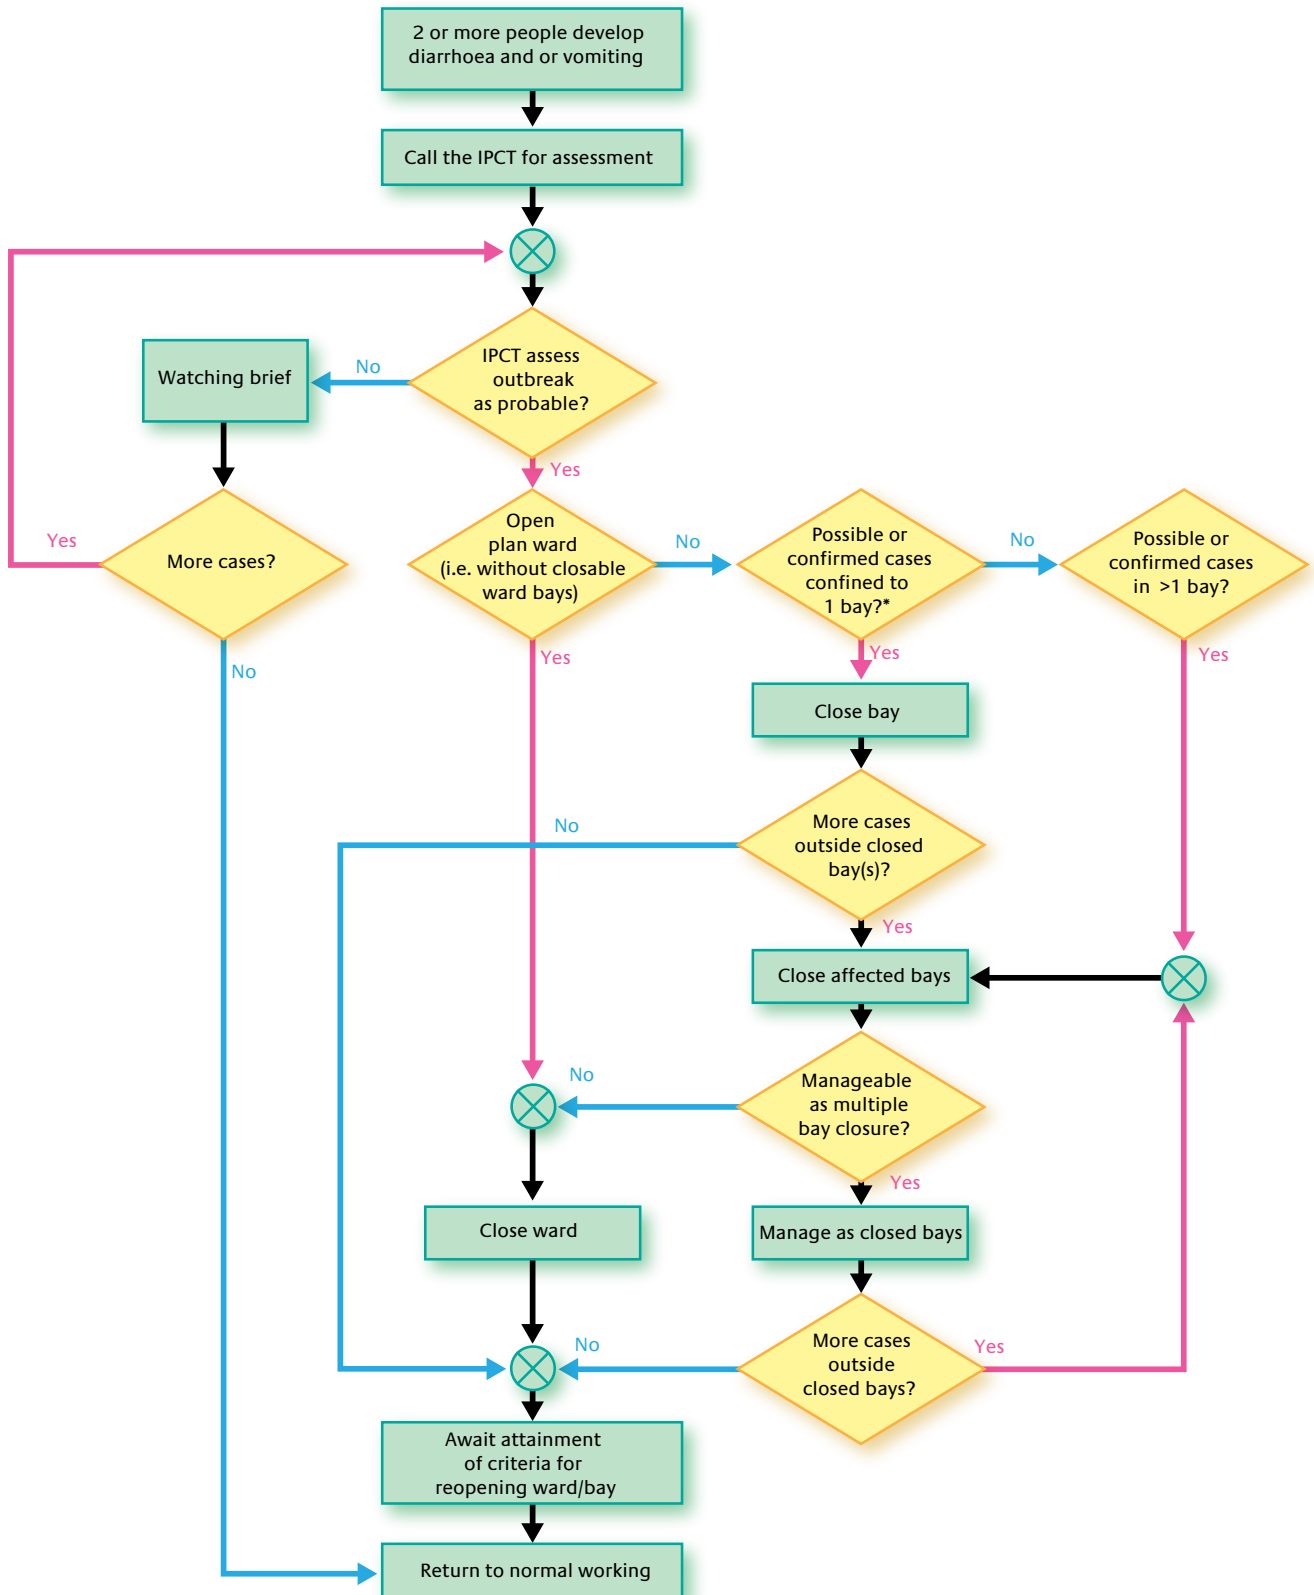 2 or more people develop
diarrhoea and or vomiting
Call the IPCT for assessment
IPCT assess
outbreak
as probable?
No
Watching brief
Yes
Open
plan ward
(i.e. without closable
ward bays)
No
Possible or
confirmed cases
confined to
1 bay?*
No
Possible or
confirmed cases
in >1 bay?
More cases?
Yes
No
Yes
Yes
Yes
Close bay
More cases
outside closed
bay(s)?
No
Yes
Close affected bays
Manageable
as multiple
bay closure?
No
Yes
Close ward
Manage as closed bays
More cases
outside
closed bays?
No
Yes
Await attainment
of criteria for
reopening ward/bay
Return to normal working